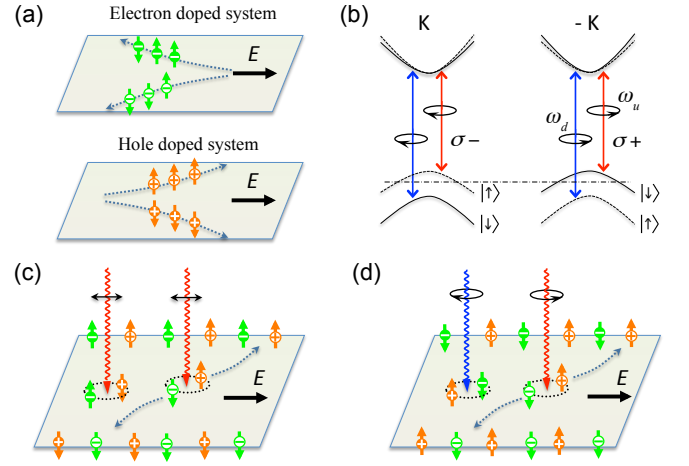 (a)
Electron doped system
E
Hole doped system
E
(b)
K
- K
ω_d
ω_u
σ−
σ+
|↑⟩
|↓⟩
|↓⟩
|↑⟩
(c)
E
(d)
E